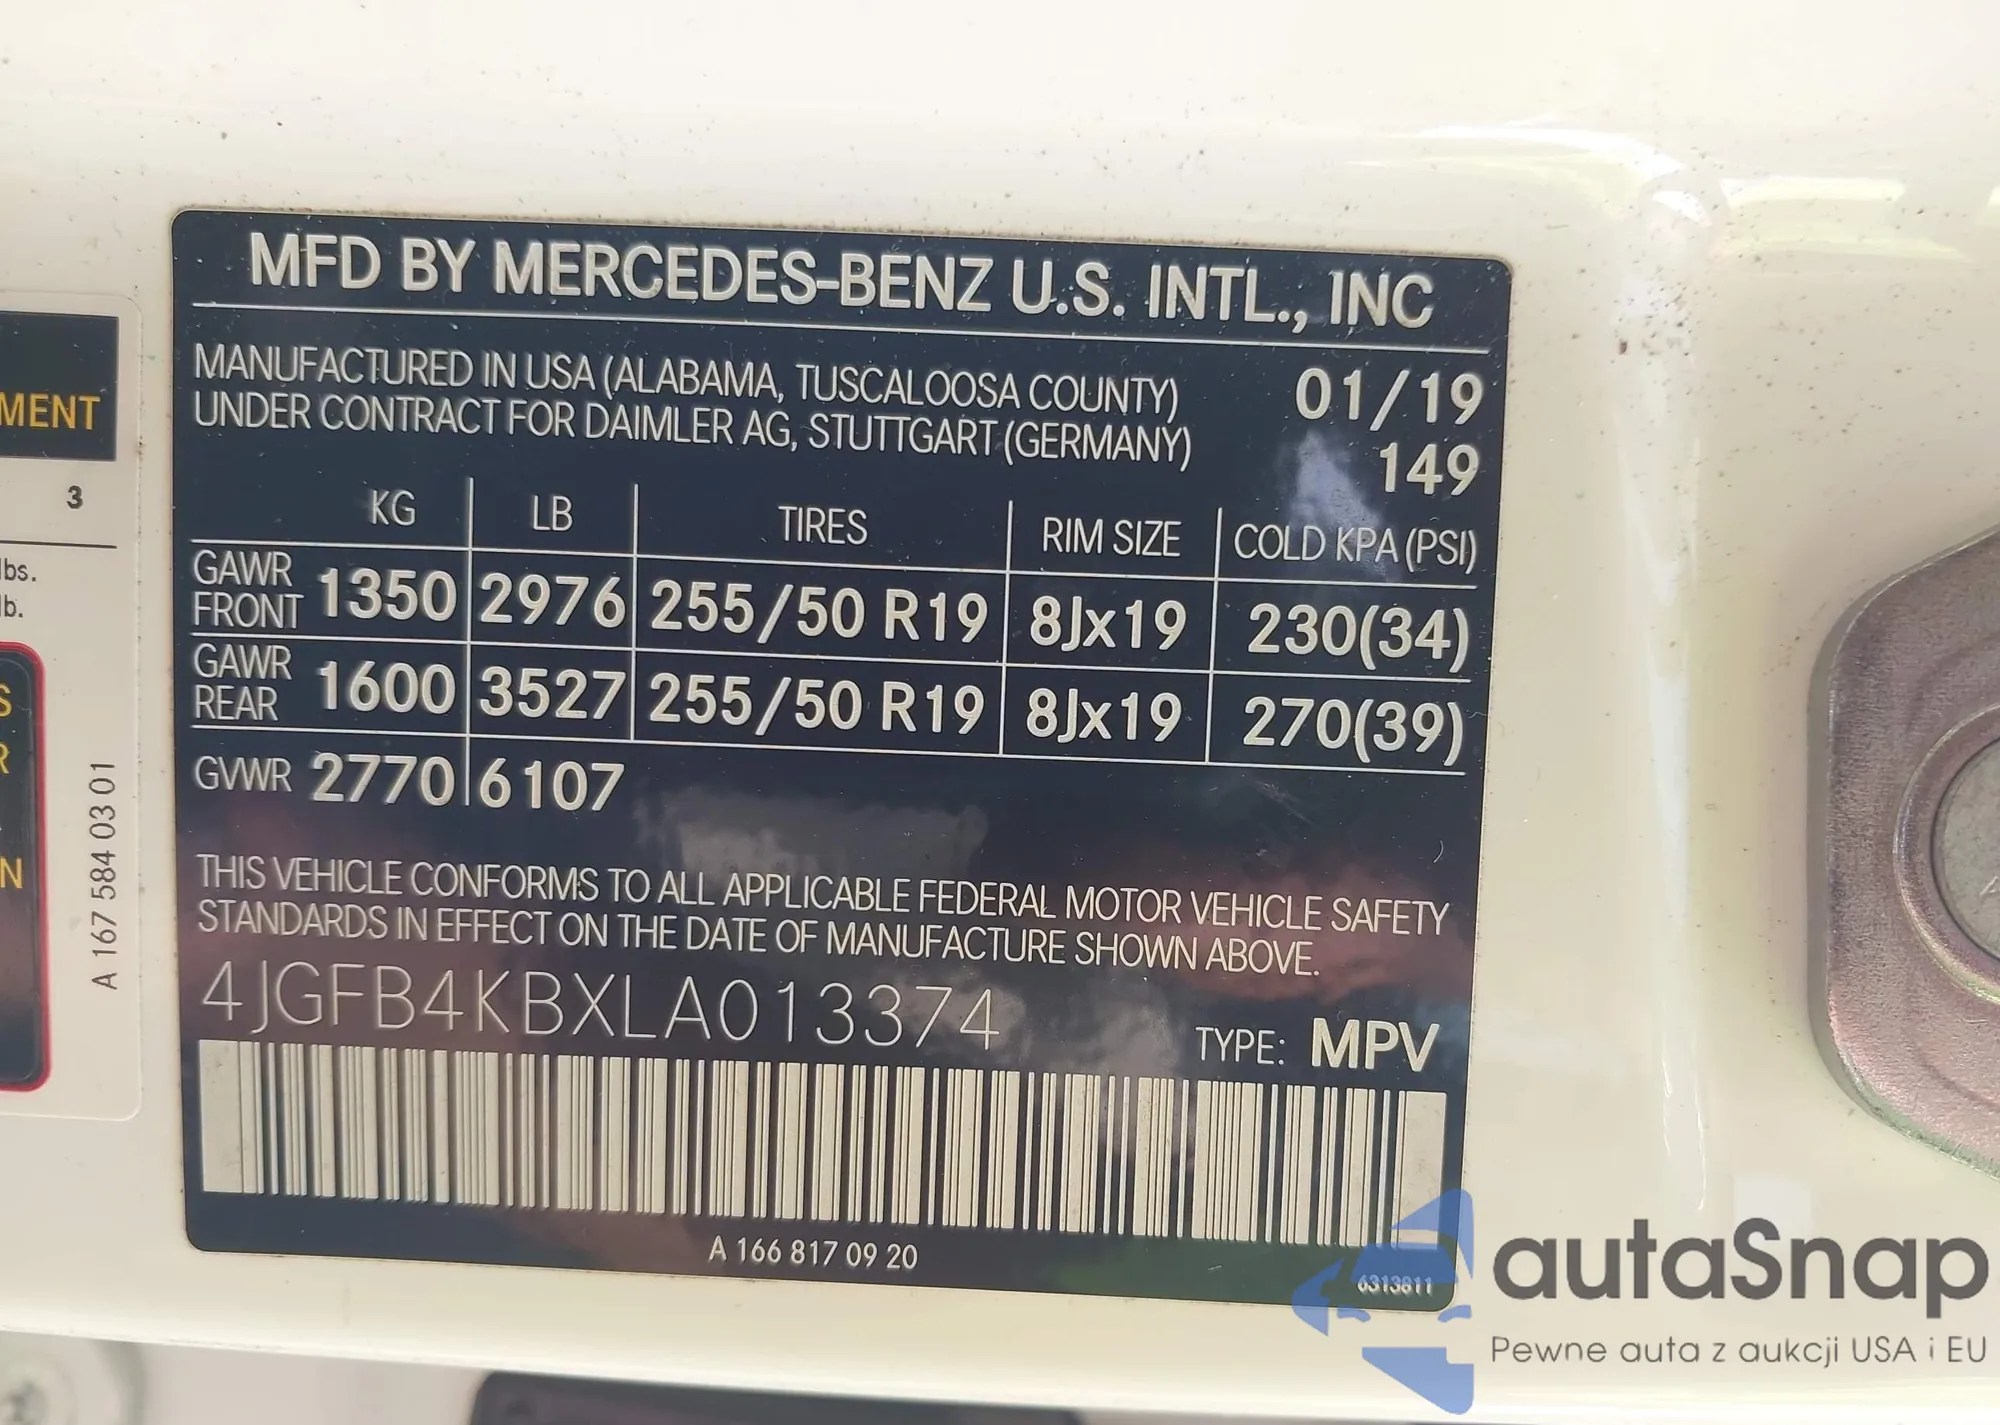 MFD BY MERCEDES-BENZ U.S. INTL., INC
MANUFACTURED IN USA (ALABAMA, TUSCALOOSA COUNTY) 01/19
UNDER CONTRACT FOR DAIMLER AG, STUTTGART (GERMANY) 149
KG LB TIRES RIM SIZE COLD KPA (PSI)
GAWR FRONT 1350 2976 255/50 R19 8Jx19 230(34)
GAWR REAR 1600 3527 255/50 R19 8Jx19 270(39)
GVWR 2770 6107
THIS VEHICLE CONFORMS TO ALL APPLICABLE FEDERAL MOTOR VEHICLE SAFETY
STANDARDS IN EFFECT ON THE DATE OF MANUFACTURE SHOWN ABOVE.
4JGFB4KBXLA013374 TYPE: MPV
A 166 817 09 20
6313811
MENT
3
lbs.
lb.
S
R
N
A 167 584 03 01
autaSnap
Pewne auta z aukcji USA i EU